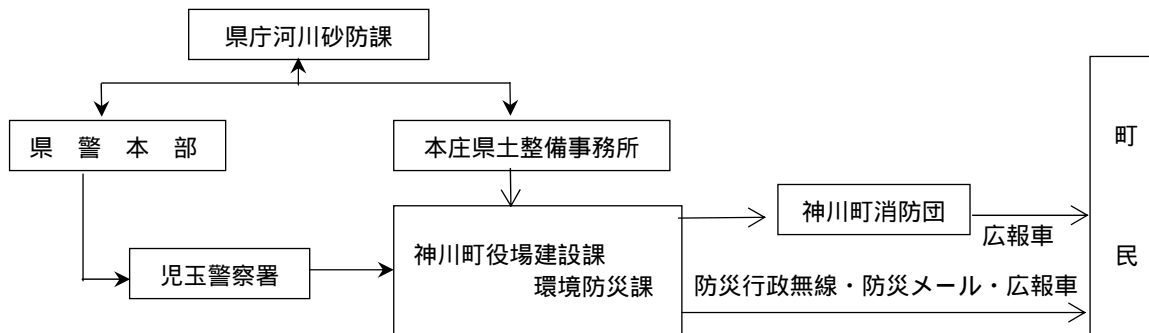 県庁河川砂防課
県　警　本　部
本庄県土整備事務所
町
民
神川町消防団
広報車
神川町役場建設課
環境防災課
児玉警察署
防災行政無線・防災メール・広報車